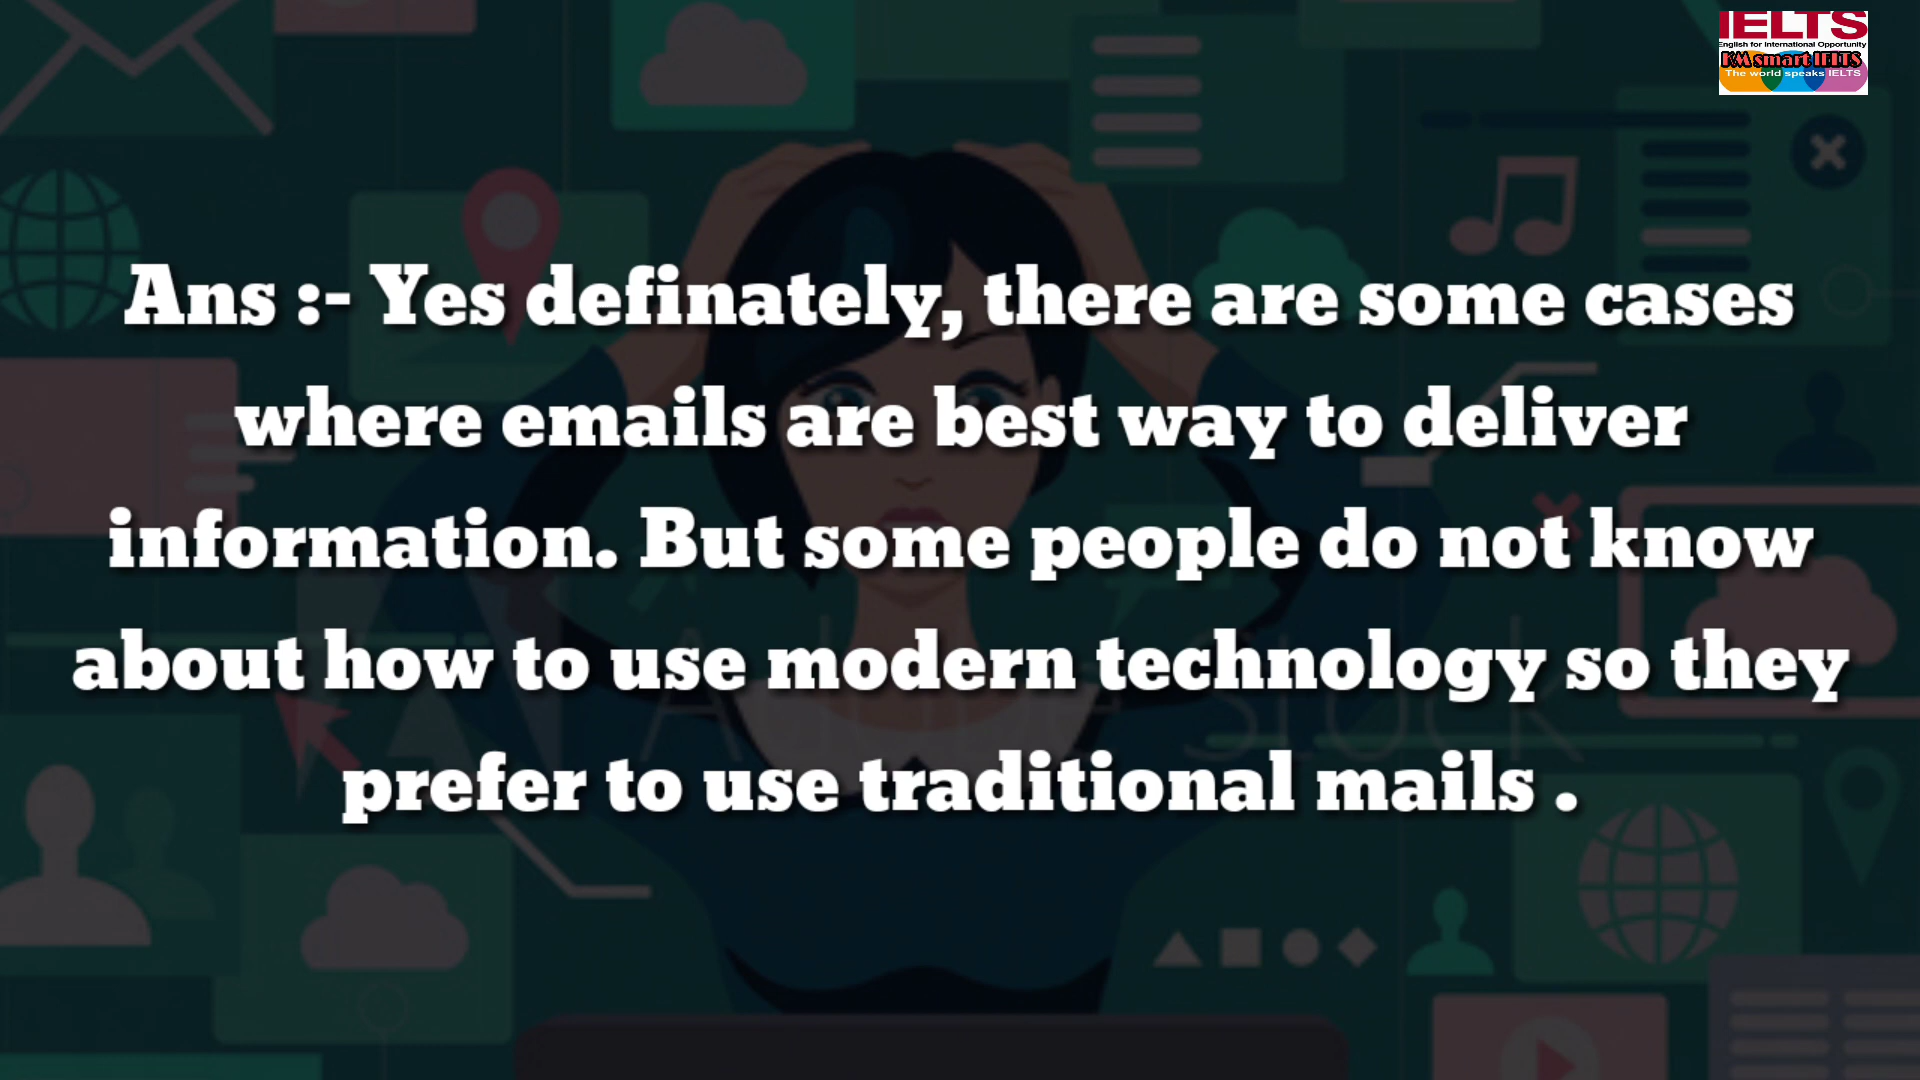 IELTS
English for International Opportunity
KM smart IELTS
The world speaks IELTS
Ans :- Yes definately, there are some cases
where emails are best way to deliver
information. But some people do not know
about how to use modern technology so they
prefer to use traditional mails .
Adobe Stock